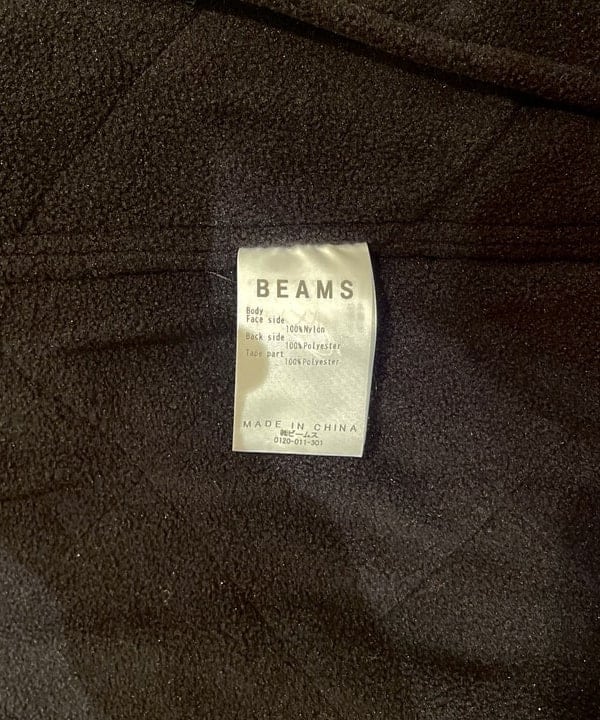 BEAMS
Body
Face side
100%Nylon
Back side
100%Polyester
Tape part
100%Polyester
MADE IN CHINA
㈱ビームス
0120-011-301